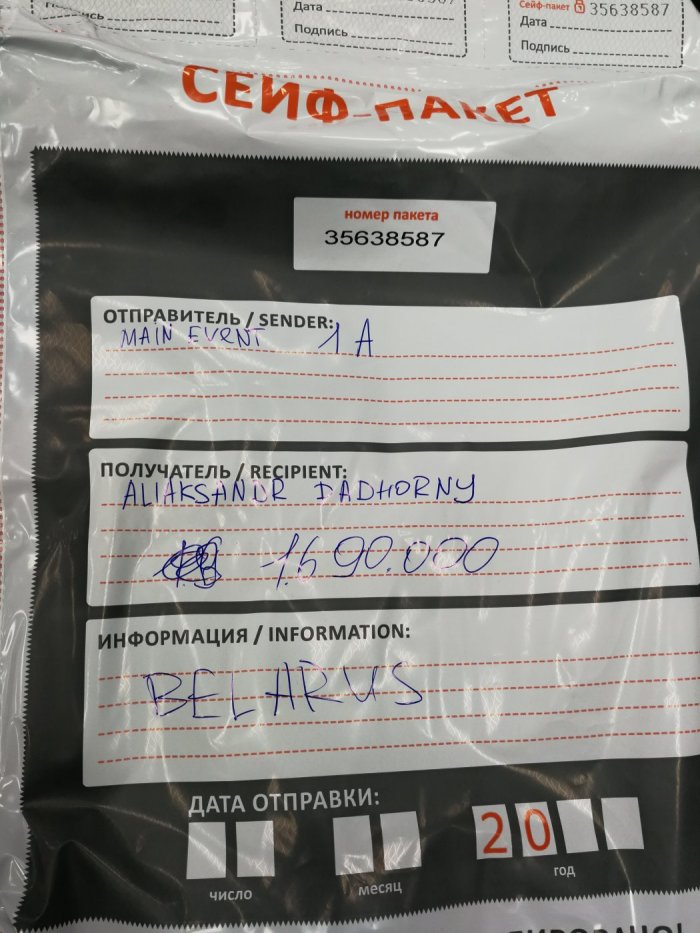 Подпись
Дата
Подпись
Сейф-пакет 35638587
Дата
Подпись
СЕЙФ-ПАКЕТ
номер пакета
35638587
ОТПРАВИТЕЛЬ / SENDER:
MAIN EVENT 1A
ПОЛУЧАТЕЛЬ / RECIPIENT:
ALIAKSANDR DADHORNY
1.690.000
ИНФОРМАЦИЯ / INFORMATION:
BELARUS
ДАТА ОТПРАВКИ:
20
число месяц год